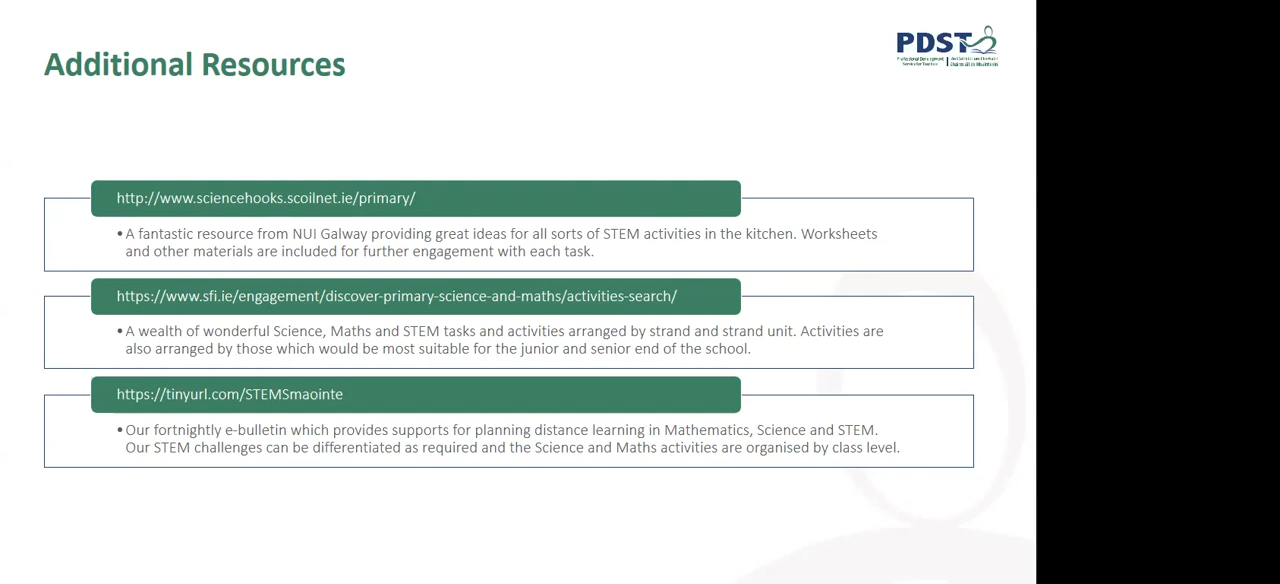 Additional Resources
PDST
http://www.sciencehooks.scoilnet.ie/primary/
•A fantastic resource from NUI Galway providing great ideas for all sorts of STEM activities in the kitchen. Worksheets
and other materials are included for further engagement with each task.
https://www.sfi.ie/engagement/discover-primary-science-and-maths/activities-search/
•A wealth of wonderful Science, Maths and STEM tasks and activities arranged by strand and strand unit. Activities are
also arranged by those which would be most suitable for the junior and senior end of the school.
https://tinyurl.com/STEMSmaointe
•Our fortnightly e-bulletin which provides supports for planning distance learning in Mathematics, Science and STEM.
Our STEM challenges can be differentiated as required and the Science and Maths activities are organised by class level.